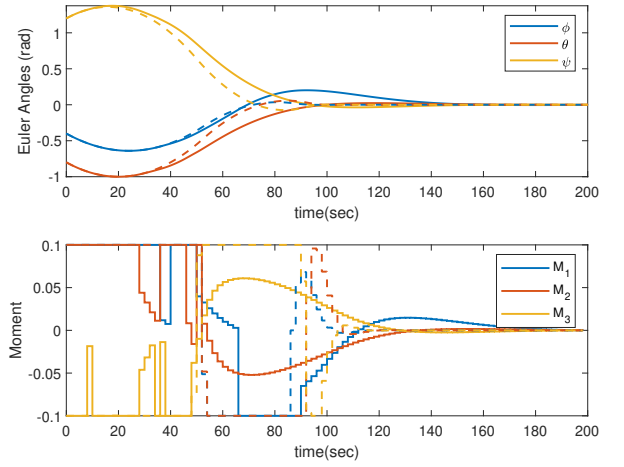 Euler Angles (rad)
1
0.5
0
-0.5
-1
0 20 40 60 80 100 120 140 160 180 200
time(sec)
ϕ
θ
ψ
Moment
0.1
0.05
0
-0.05
-0.1
0 20 40 60 80 100 120 140 160 180 200
time(sec)
M1
M2
M3